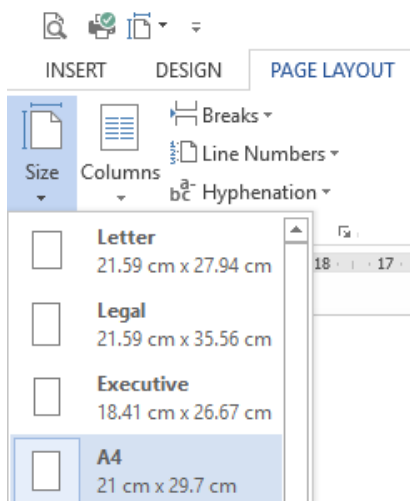 INSERT DESIGN PAGE LAYOUT
Breaks
Line Numbers
Size Columns
Hyphenation
Letter
21.59 cm x 27.94 cm
18 17
Legal
21.59 cm x 35.56 cm
Executive
18.41 cm x 26.67 cm
A4
21 cm x 29.7 cm